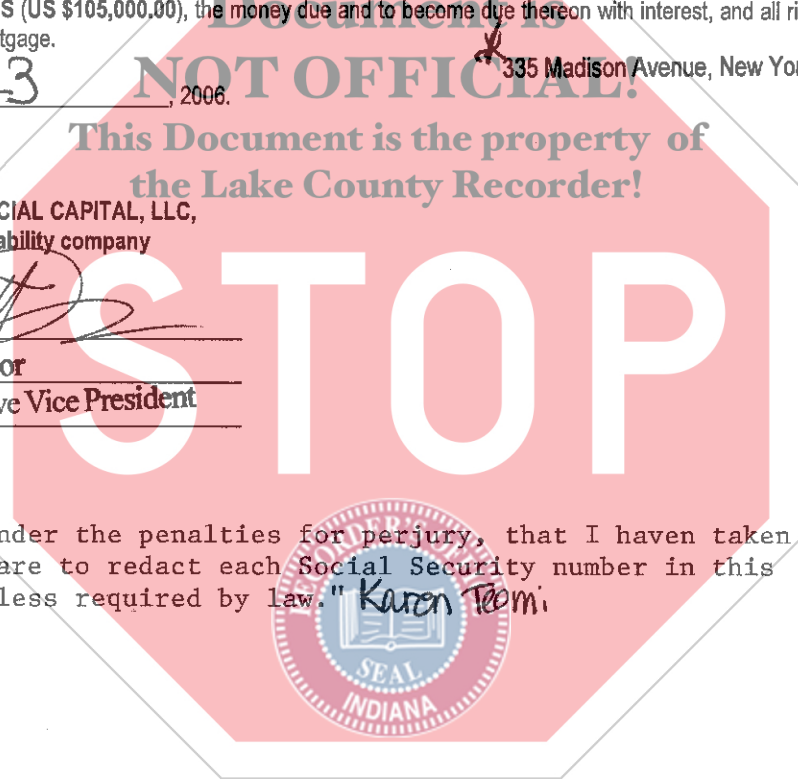 Document is
S (US $105,000.00), the money due and to become due thereon with interest, and all ri
tgage.
335 Madison Avenue, New Yor
3, 2006.
NOT OFFICIAL!
This Document is the property of
the Lake County Recorder!
CIAL CAPITAL, LLC,
ability company
STOP
or
ve Vice President
nder the penalties for perjury, that I haven taken
are to redact each Social Security number in this
less required by law." Karen
RECORDER'S
SEAL
INDIANA